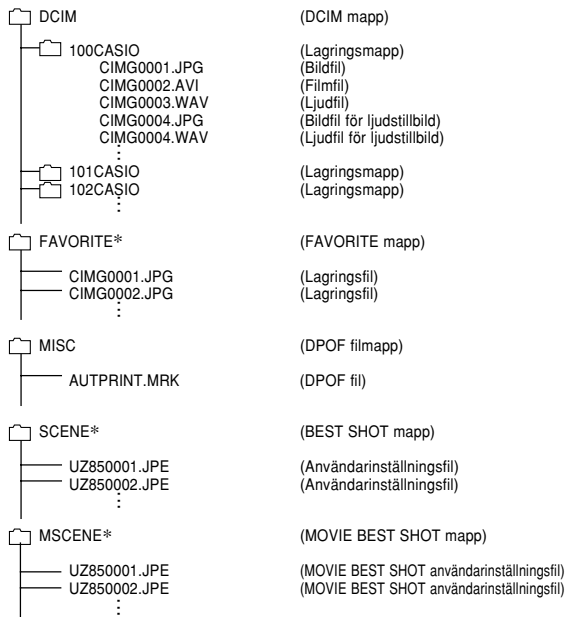 DCIM (DCIM mapp)
100CASIO (Lagringsmapp)
CIMG0001.JPG (Bildfil)
CIMG0002.AVI (Filmfil)
CIMG0003.WAV (Ljudfil)
CIMG0004.JPG (Bildfil för ljudstillbild)
CIMG0004.WAV (Ljudfil för ljudstillbild)
101CASIO (Lagringsmapp)
102CASIO (Lagringsmapp)
FAVORITE* (FAVORITE mapp)
CIMG0001.JPG (Lagringsfil)
CIMG0002.JPG (Lagringsfil)
MISC (DPOF filmapp)
AUTPRINT.MRK (DPOF fil)
SCENE* (BEST SHOT mapp)
UZ850001.JPE (Användarinställningsfil)
UZ850002.JPE (Användarinställningsfil)
MSCENE* (MOVIE BEST SHOT mapp)
UZ850001.JPE (MOVIE BEST SHOT användarinställningsfil)
UZ850002.JPE (MOVIE BEST SHOT användarinställningsfil)